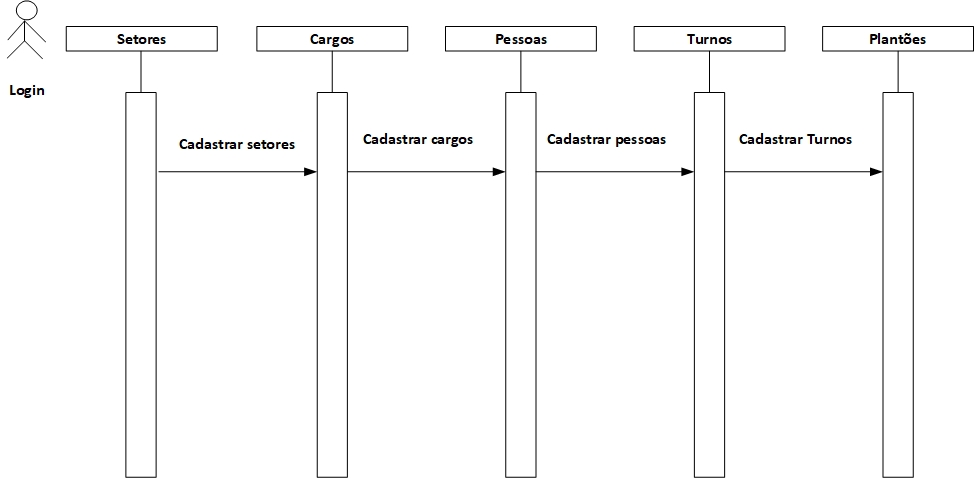 Setores
Cargos
Pessoas
Turnos
Plantões
Login
Cadastrar setores
Cadastrar cargos
Cadastrar pessoas
Cadastrar Turnos